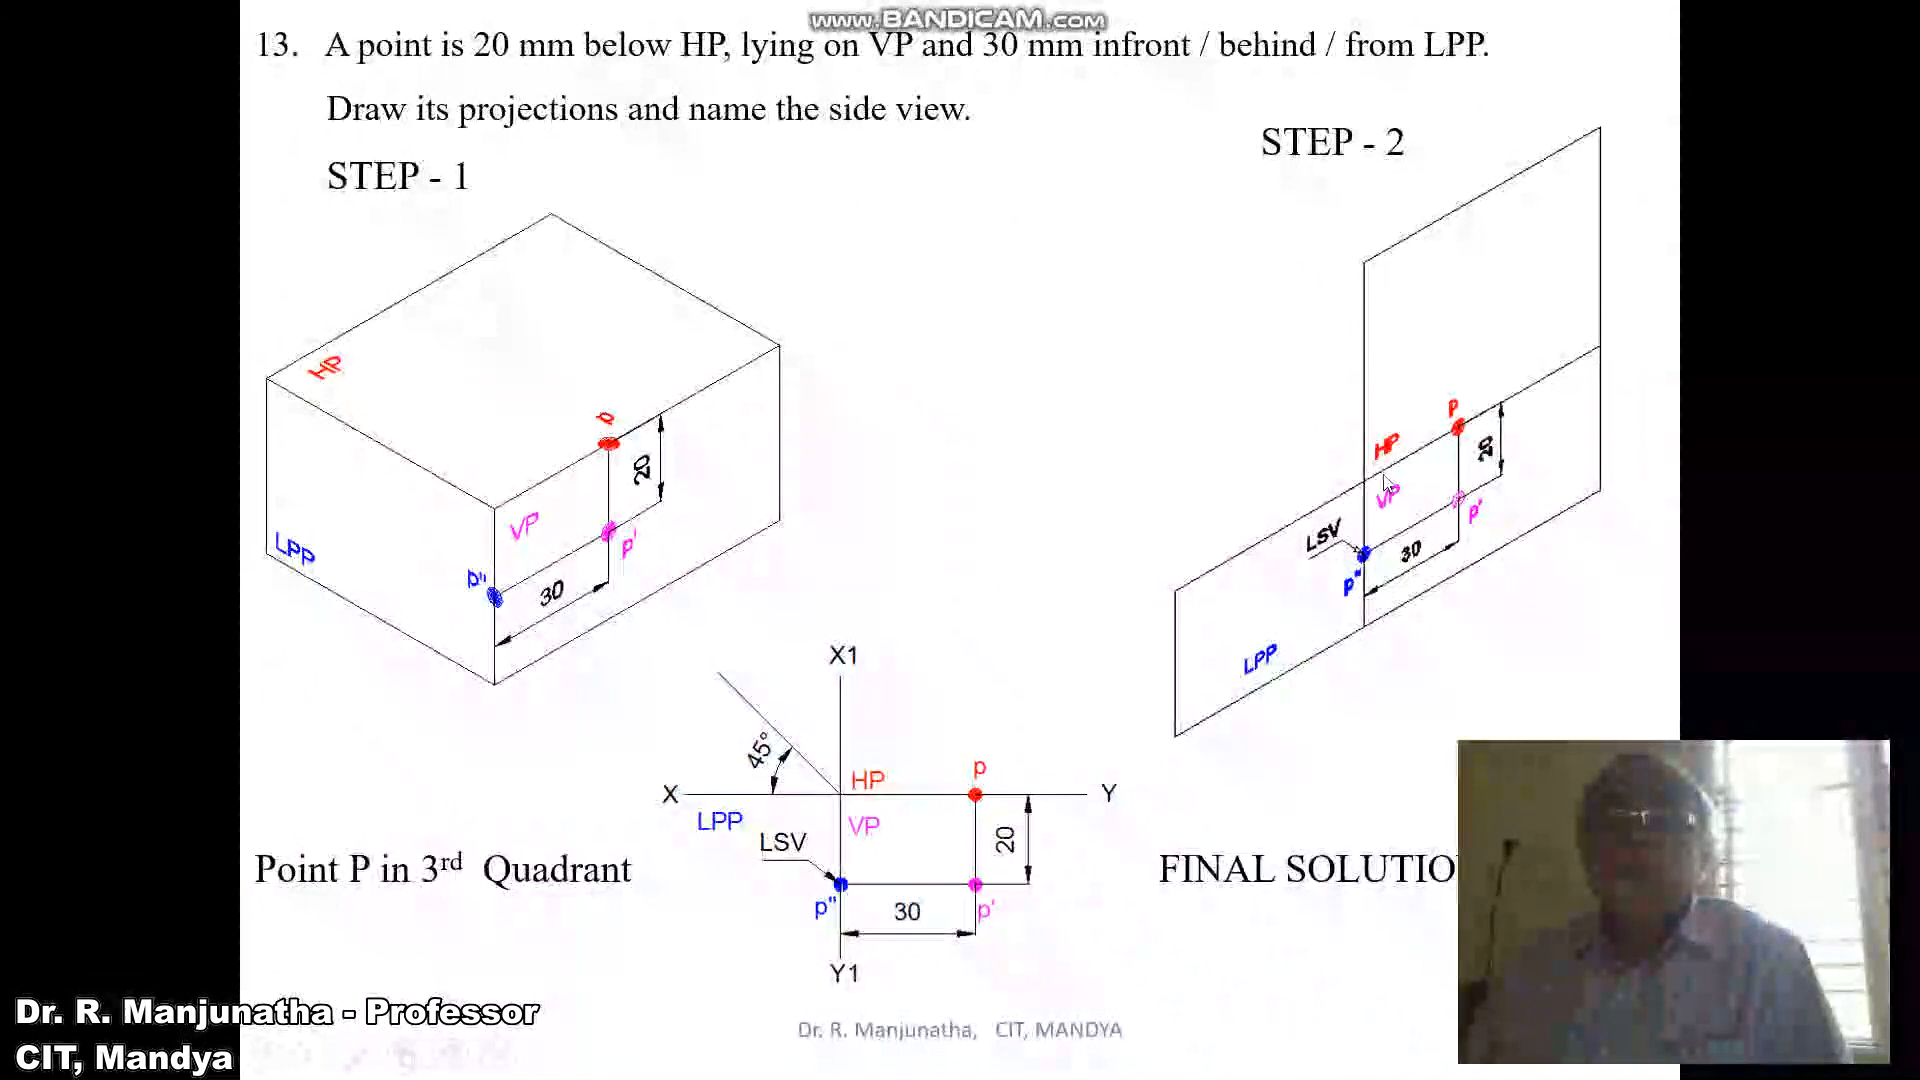 www.BANDICAM.com
13. A point is 20 mm below HP, lying on VP and 30 mm infront / behind / from LPP.
Draw its projections and name the side view.
STEP - 1
STEP - 2
HP
p
20
VP
p'
LPP
p"
30
P
HP
20
VP
p'
LSV
30
p"
LPP
X1
45°
HP
p
X
Y
LPP
VP
20
LSV
p"
30
p'
Y1
Point P in 3rd Quadrant
FINAL SOLUTIO
Dr. R. Manjunatha - Professor
CIT, Mandya
Dr. R. Manjunatha, CIT, MANDYA